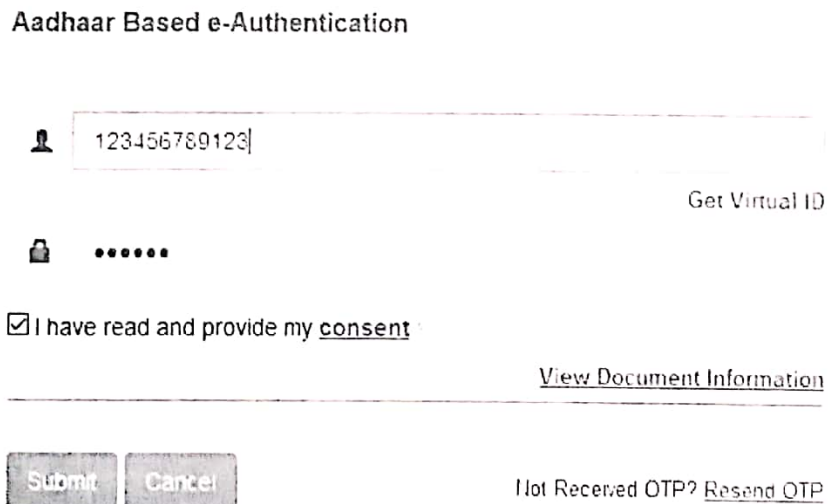 Aadhaar Based e-Authentication
123456789123
Get Virtual ID
••••••
I have read and provide my consent
View Document Information
Submit Cancel
Not Received OTP? Resend OTP